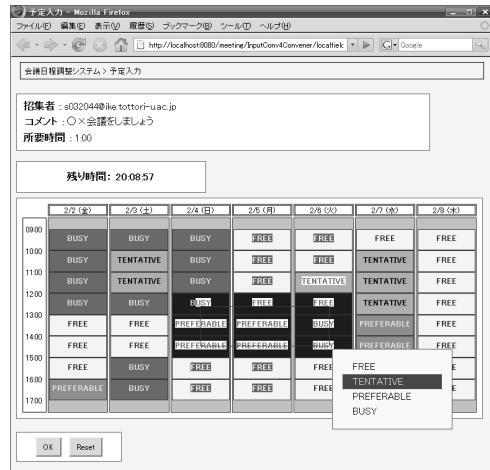 予定入力 - Mozilla Firefox
ファイル(F) 編集(E) 表示(V) 履歴(S) ブックマーク(B) ツール(T) ヘルプ(H)
http://localhost:8080/meeting/InputConv4Convener/localfiek
Google
会議日程調整システム > 予定入力
招集者 : s032044@ike.tottori-u.ac.jp
コメント : ○×会議をしましょう
所要時間 : 1:00
残り時間: 20:08:57
2/2 (金) 2/3 (土) 2/4 (日) 2/5 (月) 2/6 (火) 2/7 (水) 2/8 (木)
09:00
BUSY BUSY BUSY FREE FREE FREE FREE
10:00
BUSY TENTATIVE BUSY FREE FREE TENTATIVE FREE
11:00
BUSY TENTATIVE BUSY FREE TENTATIVE TENTATIVE FREE
12:00
BUSY BUSY BUSY FREE FREE TENTATIVE FREE
13:00
FREE FREE PREFERABLE PREFERABLE BUSY PREFERABLE FREE
14:00
FREE FREE PREFERABLE PREFERABLE BUSY PREFERABLE FREE
15:00
FREE BUSY FREE FREE FREE
16:00
PREFERABLE BUSY FREE FREE FREE
17:00
FREE
TENTATIVE
PREFERABLE
BUSY
OK Reset